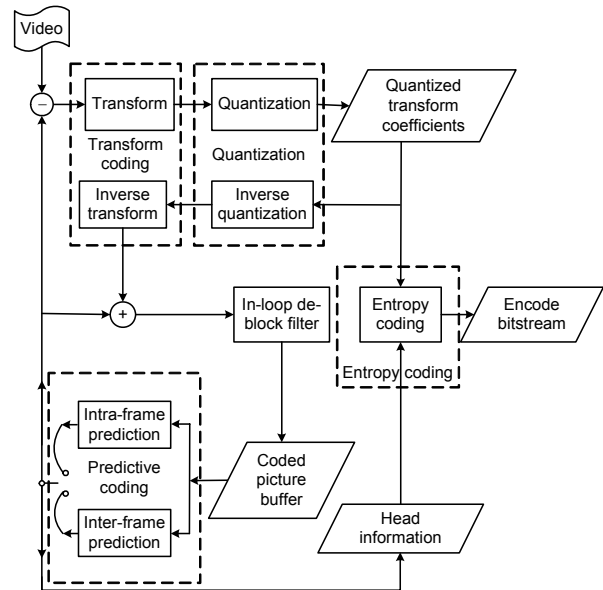 Video
−
Transform
Quantization
Quantized
transform
coefficients
Transform
coding
Quantization
Inverse
transform
Inverse
quantization
+
In-loop de-
block filter
Entropy
coding
Encode
bitstream
Entropy coding
Intra-frame
prediction
Predictive
coding
Inter-frame
prediction
Coded
picture
buffer
Head
information